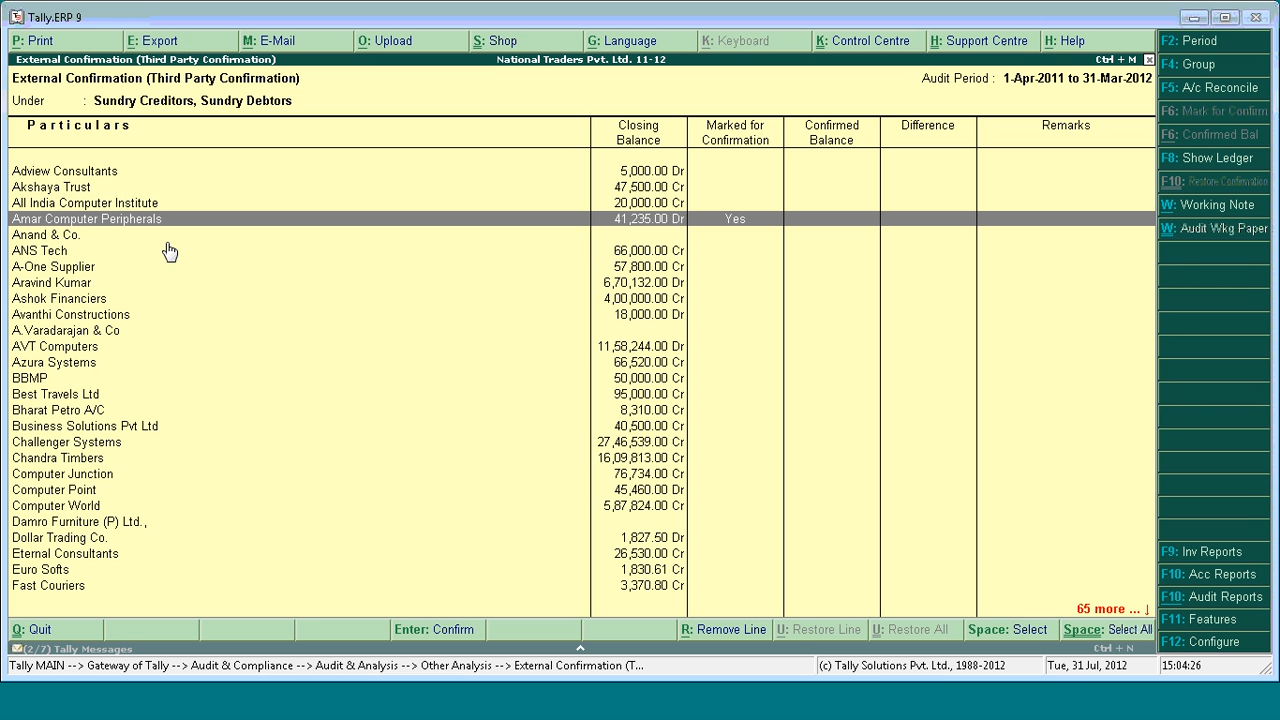 Tally.ERP 9
P: Print E: Export M: E-Mail O: Upload S: Shop G: Language K: Keyboard K: Control Centre H: Support Centre H: Help
External Confirmation (Third Party Confirmation) National Traders Pvt. Ltd. 11-12 Ctrl + M
External Confirmation (Third Party Confirmation) Audit Period : 1-Apr-2011 to 31-Mar-2012
Under : Sundry Creditors, Sundry Debtors
Particulars Closing Balance Marked for Confirmation Confirmed Balance Difference Remarks
Adview Consultants 5,000.00 Dr
Akshaya Trust 47,500.00 Cr
All India Computer Institute 20,000.00 Cr
Amar Computer Peripherals 41,235.00 Dr Yes
Anand & Co.
ANS Tech 66,000.00 Cr
A-One Supplier 57,800.00 Cr
Aravind Kumar 6,70,132.00 Dr
Ashok Financiers 4,00,000.00 Cr
Avanthi Constructions 18,000.00 Cr
A.Varadarajan & Co
AVT Computers 11,58,244.00 Dr
Azura Systems 66,520.00 Cr
BBMP 50,000.00 Cr
Best Travels Ltd 95,000.00 Cr
Bharat Petro A/C 8,310.00 Cr
Business Solutions Pvt Ltd 40,500.00 Cr
Challenger Systems 27,46,539.00 Cr
Chandra Timbers 16,09,813.00 Cr
Computer Junction 76,734.00 Cr
Computer Point 45,460.00 Dr
Computer World 5,87,824.00 Cr
Damro Furniture (P) Ltd.,
Dollar Trading Co. 1,827.50 Dr
Eternal Consultants 26,530.00 Cr
Euro Softs 1,830.61 Cr
Fast Couriers 3,370.80 Cr
65 more ... ↓
Q: Quit Enter: Confirm R: Remove Line U: Restore Line U: Restore All Space: Select Space: Select All
(2/7) Tally Messages Ctrl + N
Tally MAIN --> Gateway of Tally --> Audit & Compliance --> Audit & Analysis --> Other Analysis --> External Confirmation (T... (c) Tally Solutions Pvt. Ltd., 1988-2012 Tue, 31 Jul, 2012 15:04:26
F2: Period
F4: Group
F5: A/c Reconcile
F6: Mark for Confirm
F6: Confirmed Bal
F8: Show Ledger
F10: Restore Confirmation
W: Working Note
W: Audit Wkg Paper
F9: Inv Reports
F10: Acc Reports
F10: Audit Reports
F11: Features
F12: Configure